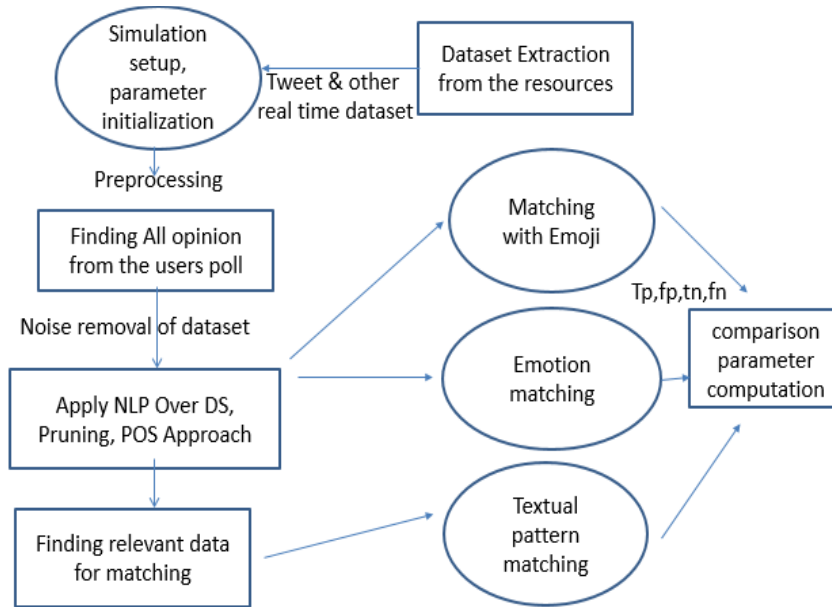 Simulation
setup,
parameter
initialization
Dataset Extraction
from the resources
Tweet & other
real time dataset
Preprocessing
Finding All opinion
from the users poll
Noise removal of dataset
Apply NLP Over DS,
Pruning, POS Approach
Finding relevant data
for matching
Matching
with Emoji
Emotion
matching
Textual
pattern
matching
Tp,fp,tn,fn
comparison
parameter
computation